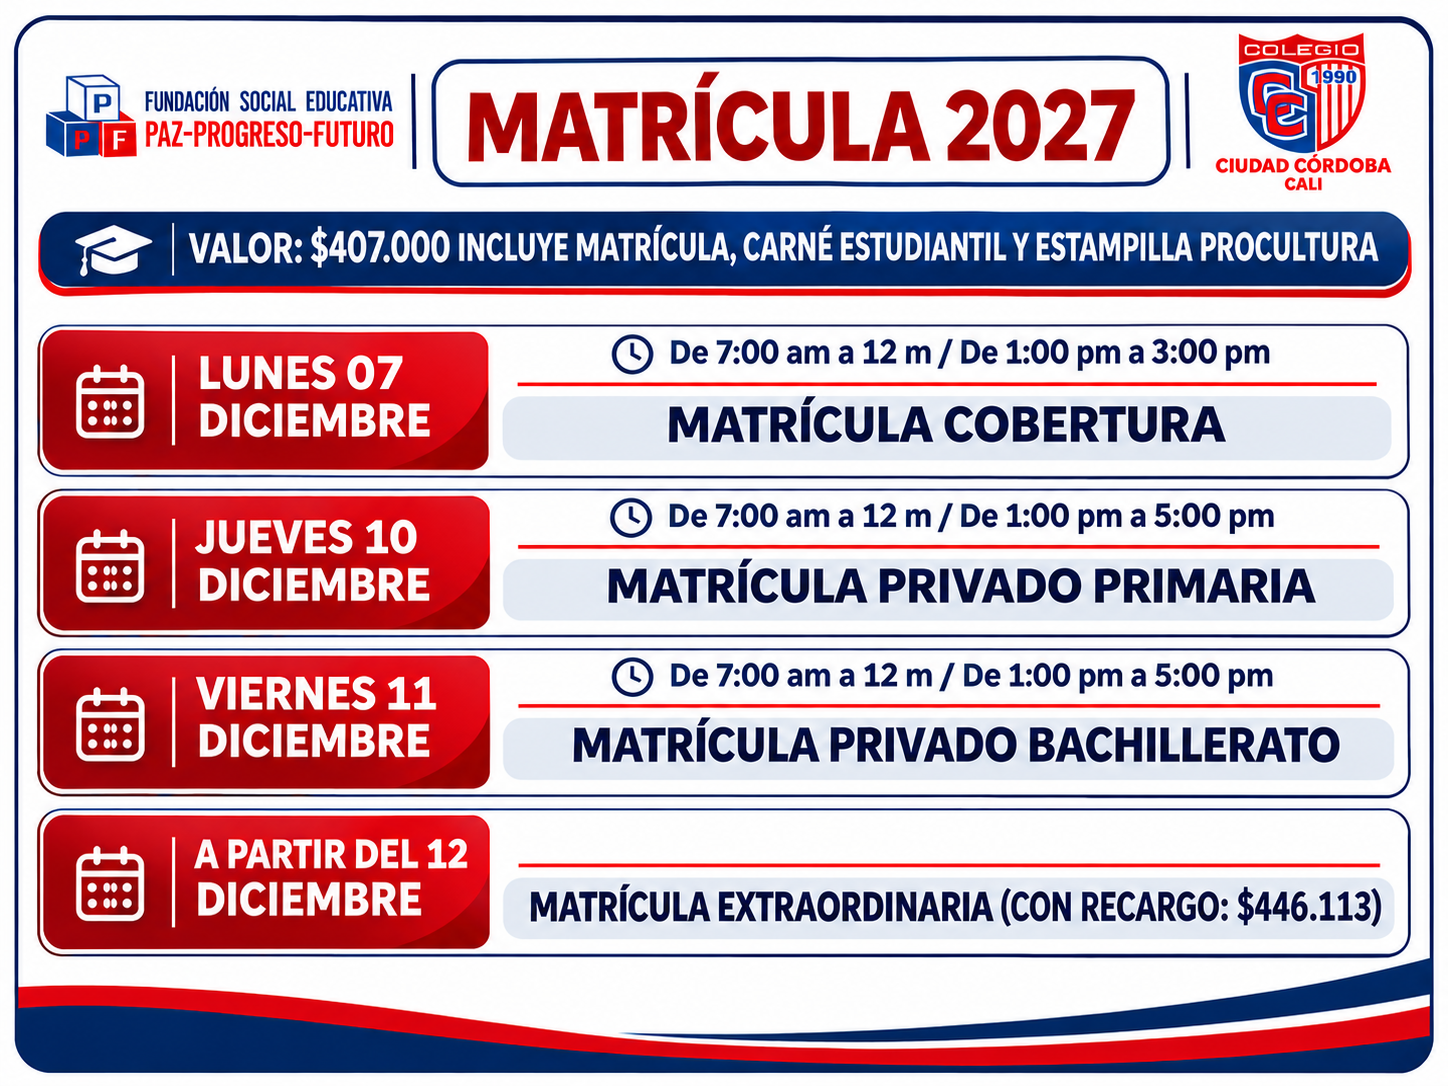 P
P F
FUNDACIÓN SOCIAL EDUCATIVA
PAZ-PROGRESO-FUTURO
MATRÍCULA 2027
COLEGIO
1990
CC
CIUDAD CÓRDOBA
CALI
VALOR: $407.000 INCLUYE MATRÍCULA, CARNÉ ESTUDIANTIL Y ESTAMPILLA PROCULTURA
LUNES 07
DICIEMBRE
De 7:00 am a 12 m / De 1:00 pm a 3:00 pm
MATRÍCULA COBERTURA
JUEVES 10
DICIEMBRE
De 7:00 am a 12 m / De 1:00 pm a 5:00 pm
MATRÍCULA PRIVADO PRIMARIA
VIERNES 11
DICIEMBRE
De 7:00 am a 12 m / De 1:00 pm a 5:00 pm
MATRÍCULA PRIVADO BACHILLERATO
A PARTIR DEL 12
DICIEMBRE
MATRÍCULA EXTRAORDINARIA (CON RECARGO: $446.113)